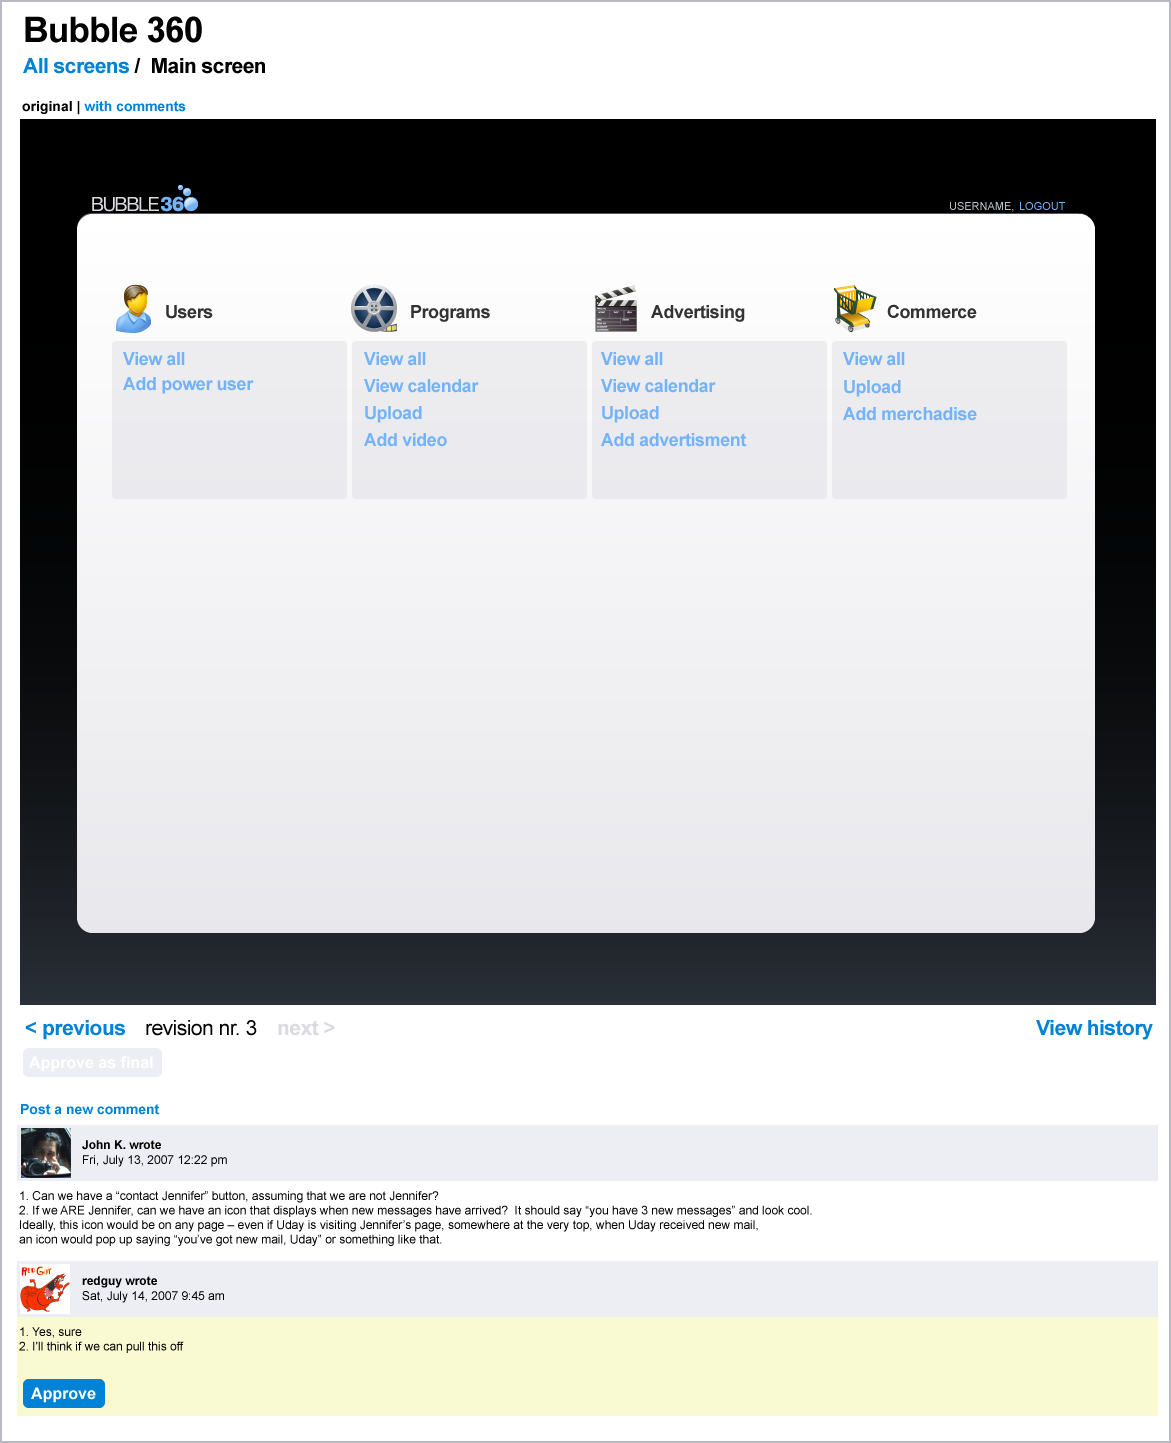 Bubble 360
All screens / Main screen
original | with comments
BUBBLE360
USERNAME, LOGOUT
Users
Programs
Advertising
Commerce
View all
Add power user
View all
View calendar
Upload
Add video
View all
View calendar
Upload
Add advertisment
View all
Upload
Add merchadise
< previous revision nr. 3 next >
View history
Approve as final
Post a new comment
John K. wrote
Fri, July 13, 2007 12:22 pm
1. Can we have a “contact Jennifer” button, assuming that we are not Jennifer?
2. If we ARE Jennifer, can we have an icon that displays when new messages have arrived? It should say “you have 3 new messages” and look cool.
Ideally, this icon would be on any page – even if Uday is visiting Jennifer’s page, somewhere at the very top, when Uday received new mail,
an icon would pop up saying “you’ve got new mail, Uday” or something like that.
RED GUY
redguy wrote
Sat, July 14, 2007 9:45 am
1. Yes, sure
2. I'll think if we can pull this off
Approve